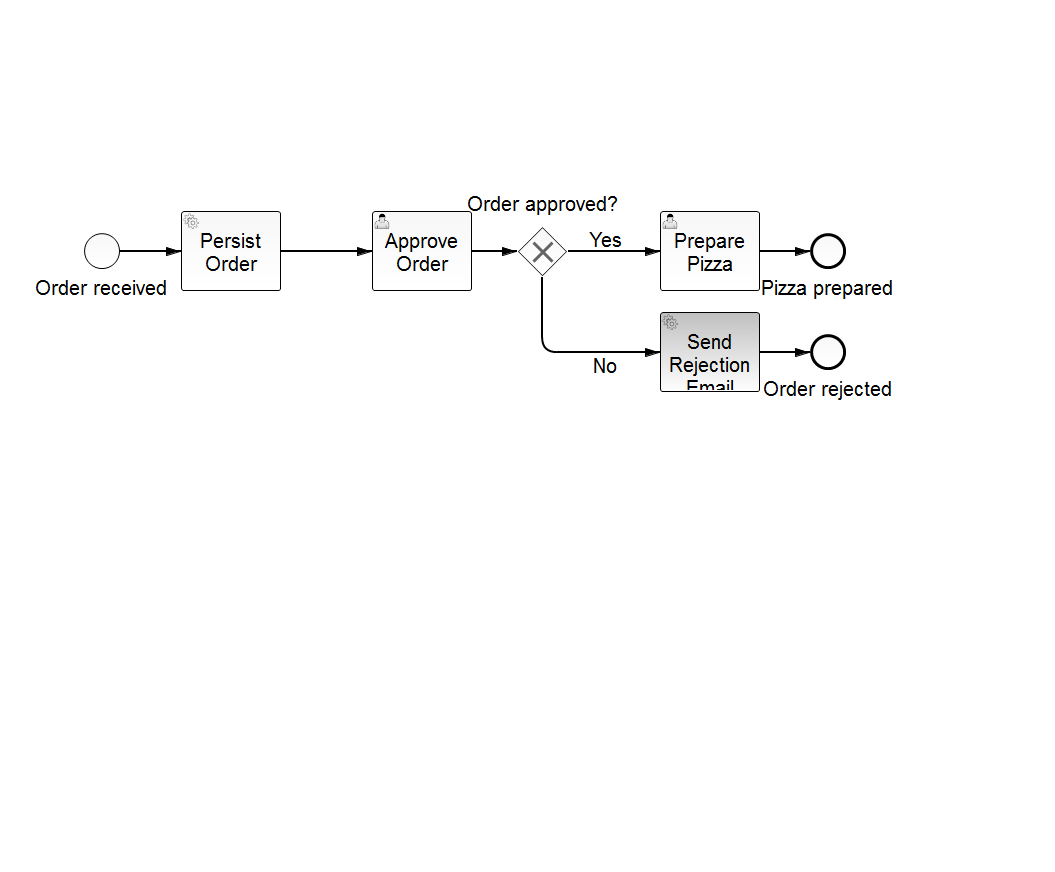 Order approved?
Persist
Order
Approve
Order
Yes
Prepare
Pizza
Order received
Pizza prepared
No
Send
Rejection
Email
Order rejected